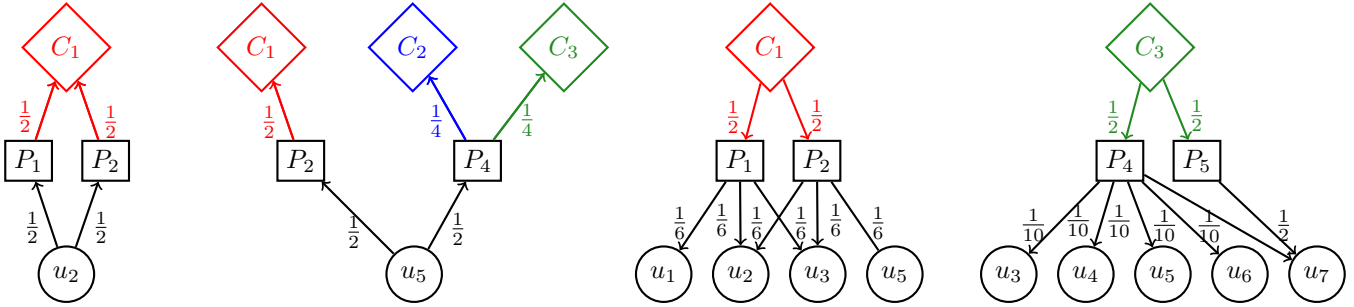 C1 C1 C2 C3 C1 C3
1/2 1/2 1/2 1/4 1/4 1/2 1/2 1/2 1/2
P1 P2 P2 P4 P1 P2 P4 P5
1/2 1/2 1/2 1/2 1/6 1/6 1/6 1/6 1/6 1/6 1/10 1/10 1/10 1/10 1/10 1/2
u2 u5 u1 u2 u3 u5 u3 u4 u5 u6 u7